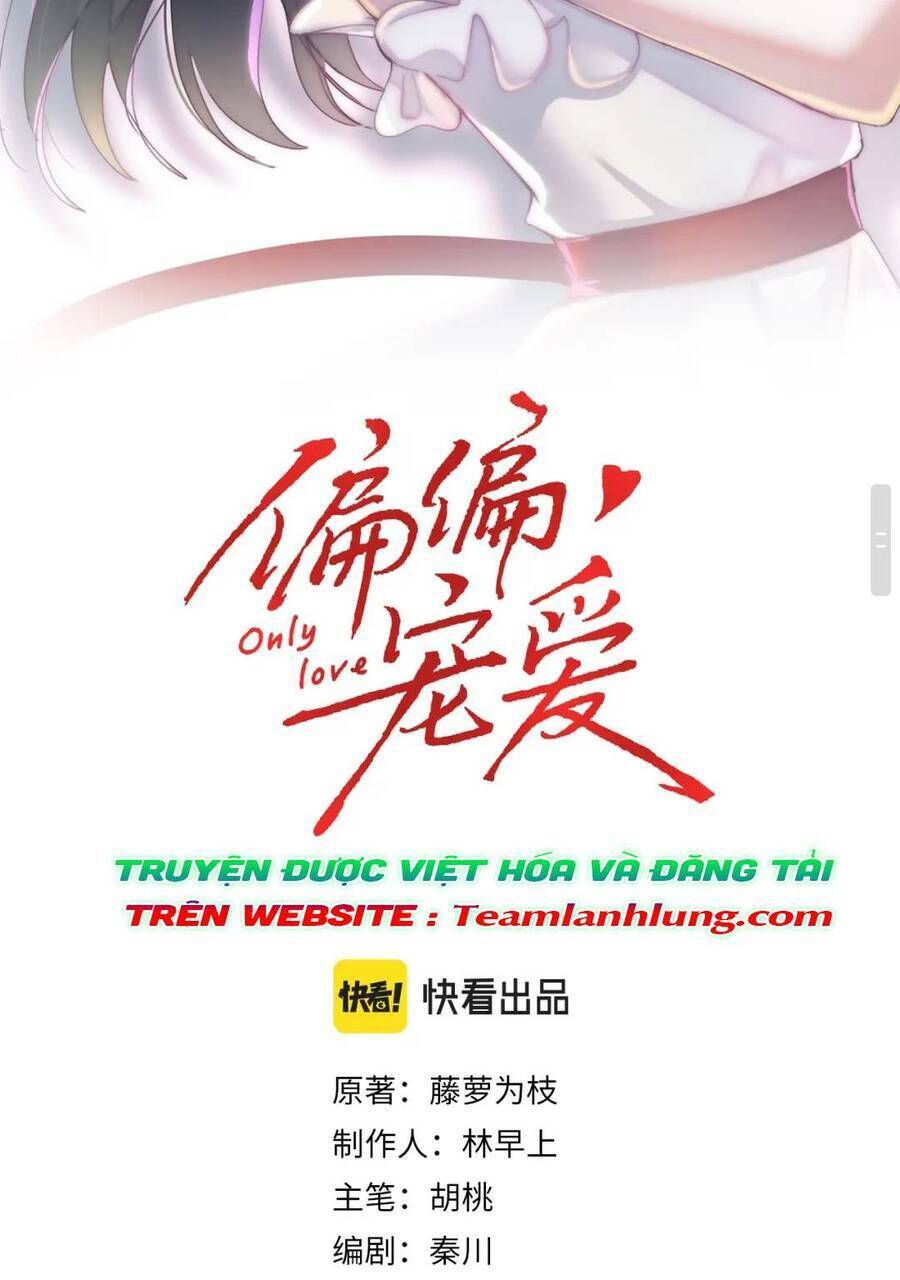 偏偏
Only
love
宠爱
TRUYỆN ĐƯỢC VIỆT HÓA VÀ ĐĂNG TẢI
TRÊN WEBSITE : Teamlanhlung.com
快看! 快看出品
原著：藤萝为枝
制作人：林早上
主笔：胡桃
编剧：秦川